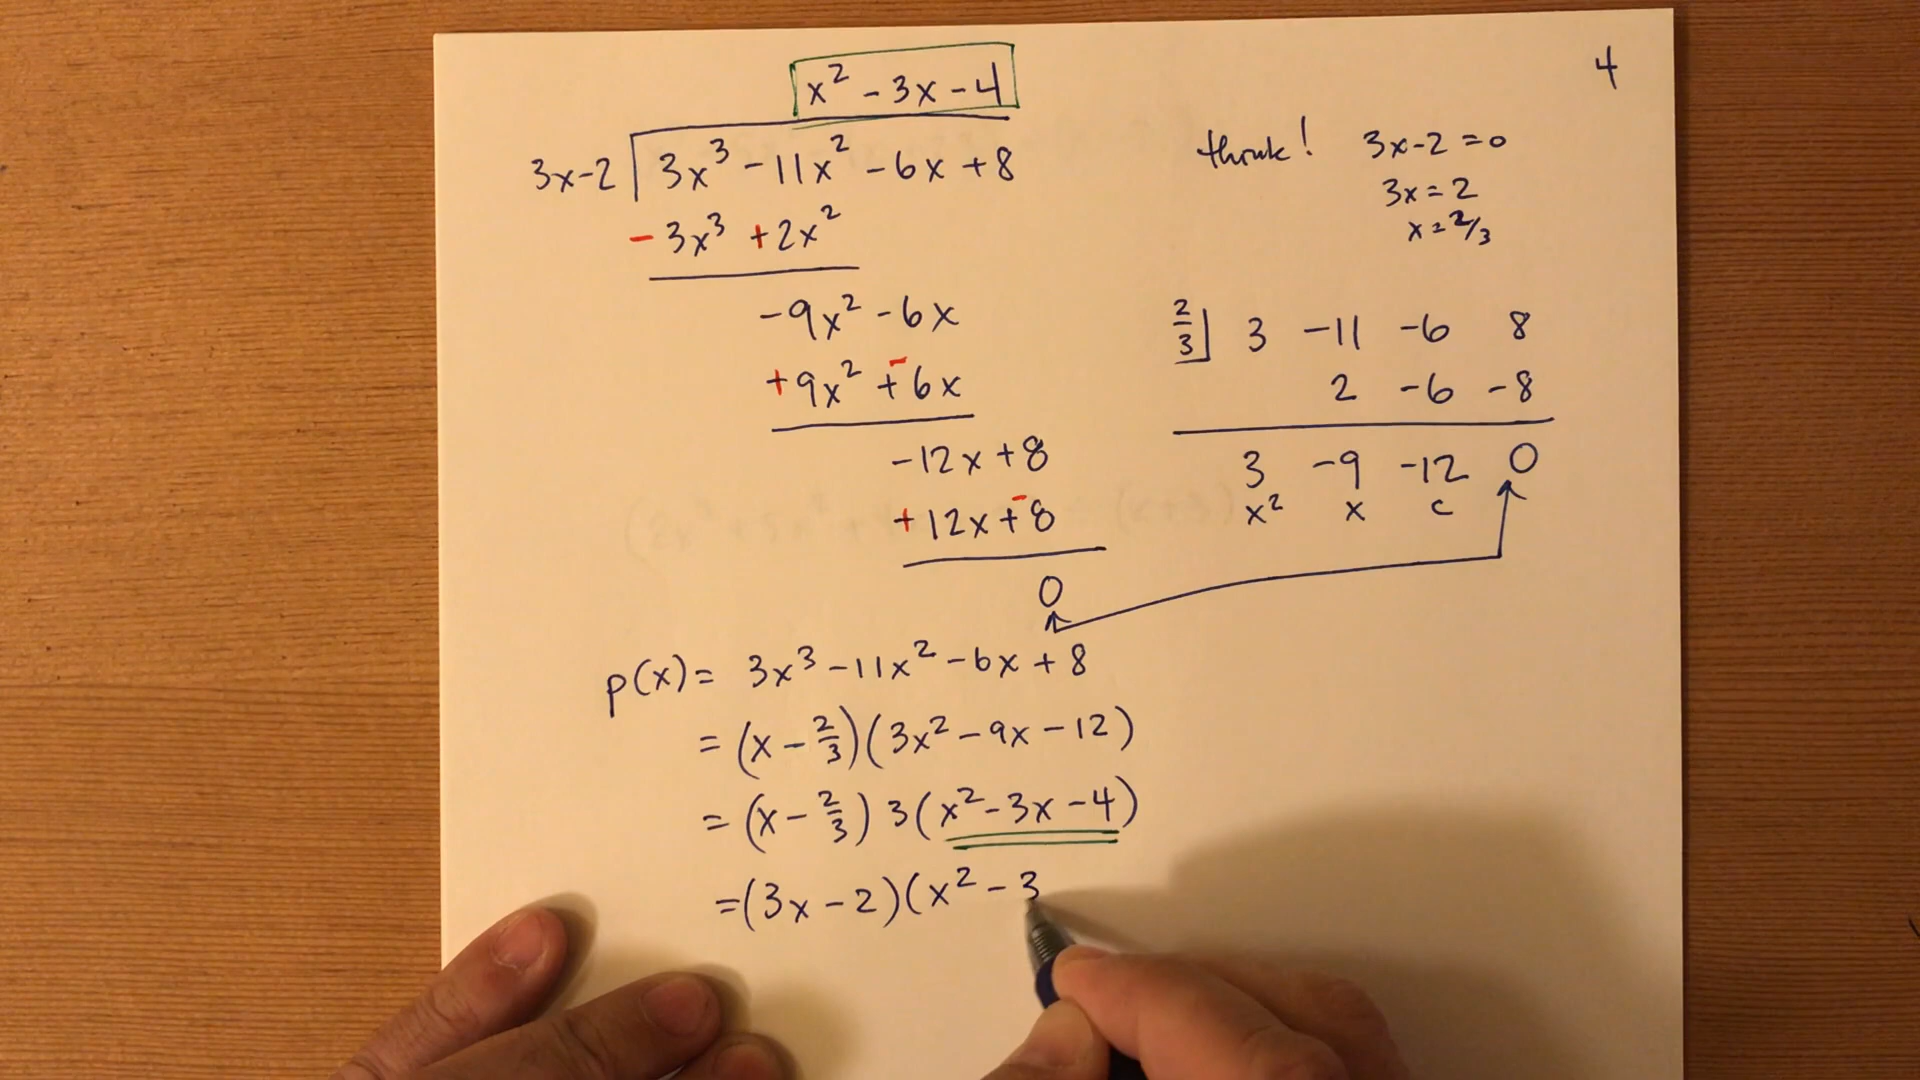 4
x² - 3x - 4
3x-2 3x³ - 11x² - 6x + 8
- 3x³ + 2x²
-9x² - 6x
+ 9x² + - 6x
-12x + 8
+ 12x + - 8
0
think! 3x-2 = 0
3x = 2
x = 2/3
2/3 3 -11 -6 8
2 -6 -8
3 -9 -12 0
x² x c
p(x) = 3x³ - 11x² - 6x + 8
= (x - 2/3)(3x² - 9x - 12)
= (x - 2/3) 3(x² - 3x - 4)
= (3x - 2)(x² - 3